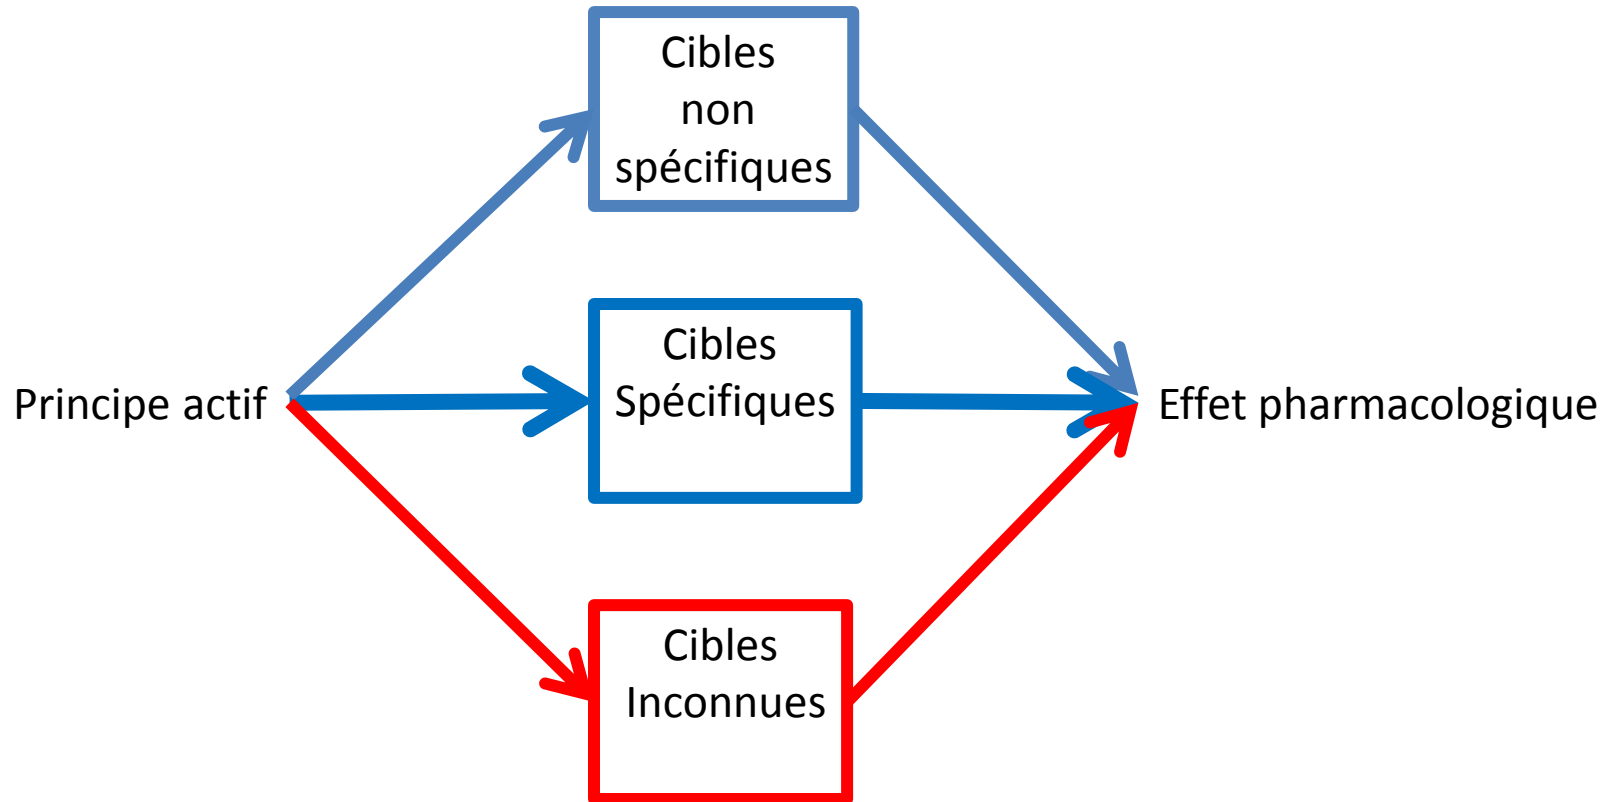 Cibles
non
spécifiques
Principe actif
Cibles
Spécifiques
Effet pharmacologique
Cibles
Inconnues